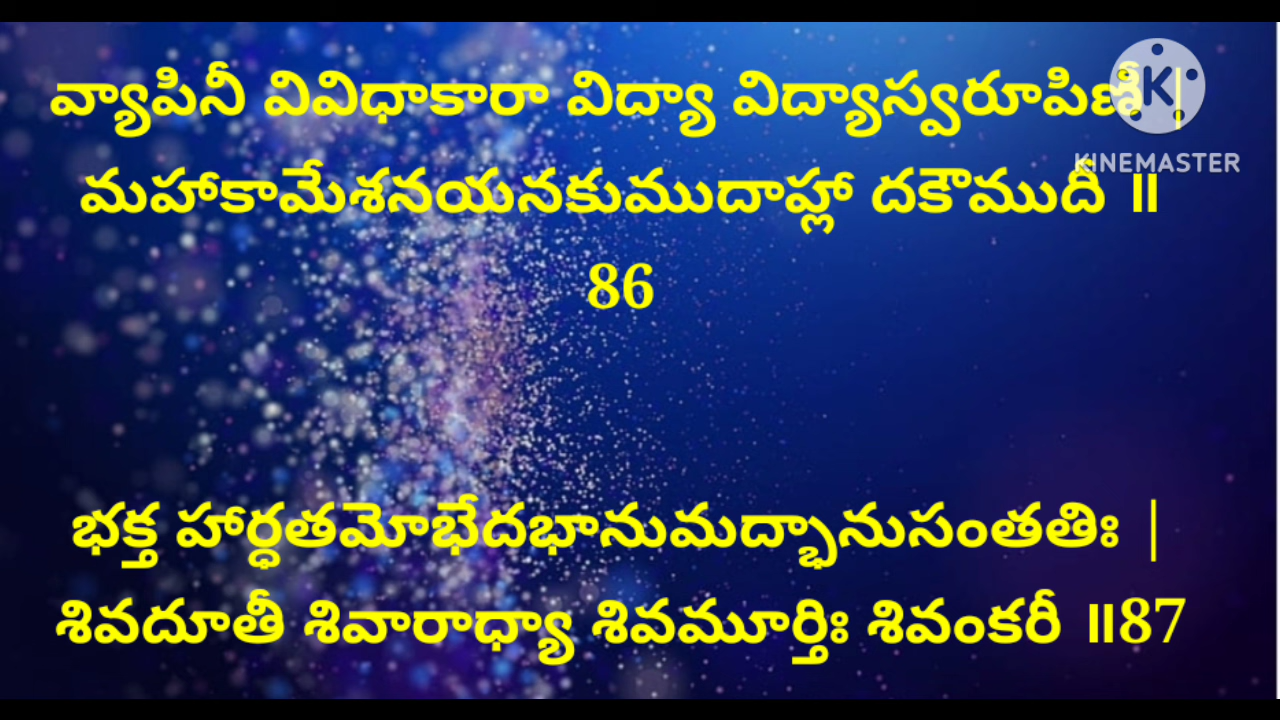 వ్యాపినీ వివిధాకారా విద్యా విద్యాస్వరూపిణీ |
KINEMASTER
మహాకామేశనయనకుముదాహ్లా దకౌముదీ ॥
86
భక్త హార్ధతమోభేదభానుమద్భానుసంతతిః |
శివదూతీ శివారాధ్యా శివమూర్తిః శివంకరీ ॥87